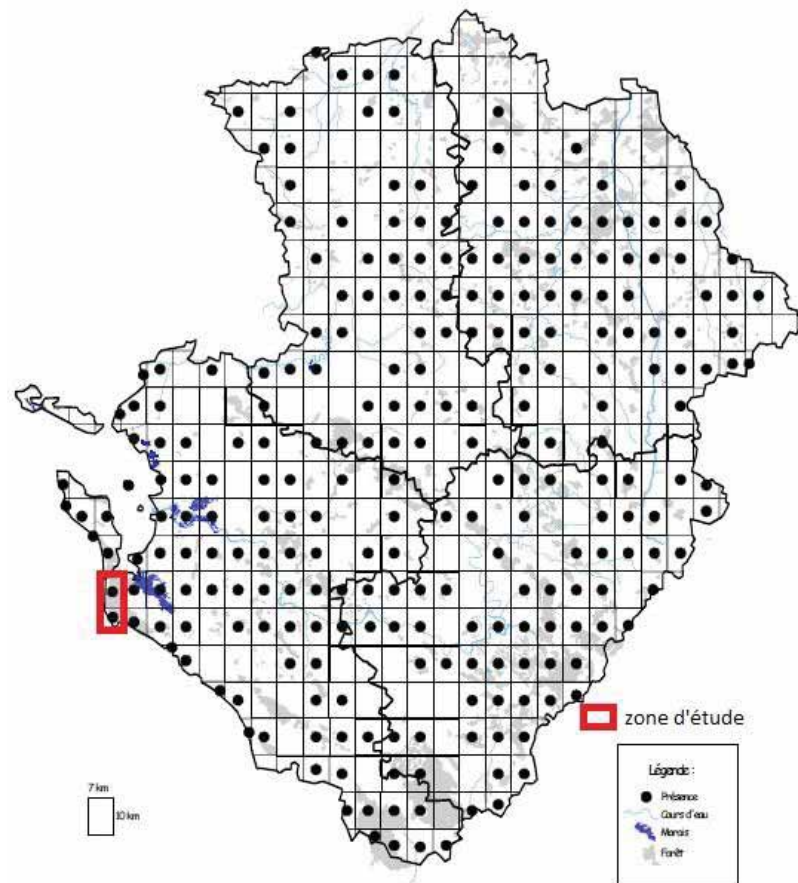 zone d'étude
7 km
10 km
Légende :
Présence
Cours d'eau
Marais
Forêt